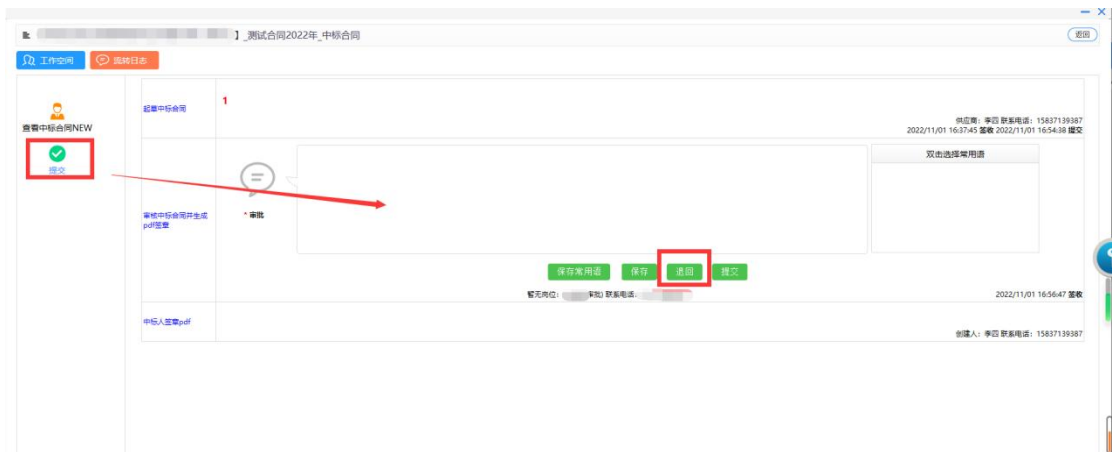 】_测试合同2022年_中标合同
返回
工作空间
流转日志
查看中标合同NEW
提交
起草中标合同
1
供应商：李四 联系电话：15837139387
2022/11/01 16:37:45 签收 2022/11/01 16:54:38 提交
审核中标合同并生成
pdf签章
* 审批
双击选择常用语
保存常用语
保存
退回
提交
暂无岗位：
审批) 联系电话：
2022/11/01 16:56:47 签收
中标人签章pdf
创建人：李四 联系电话：15837139387